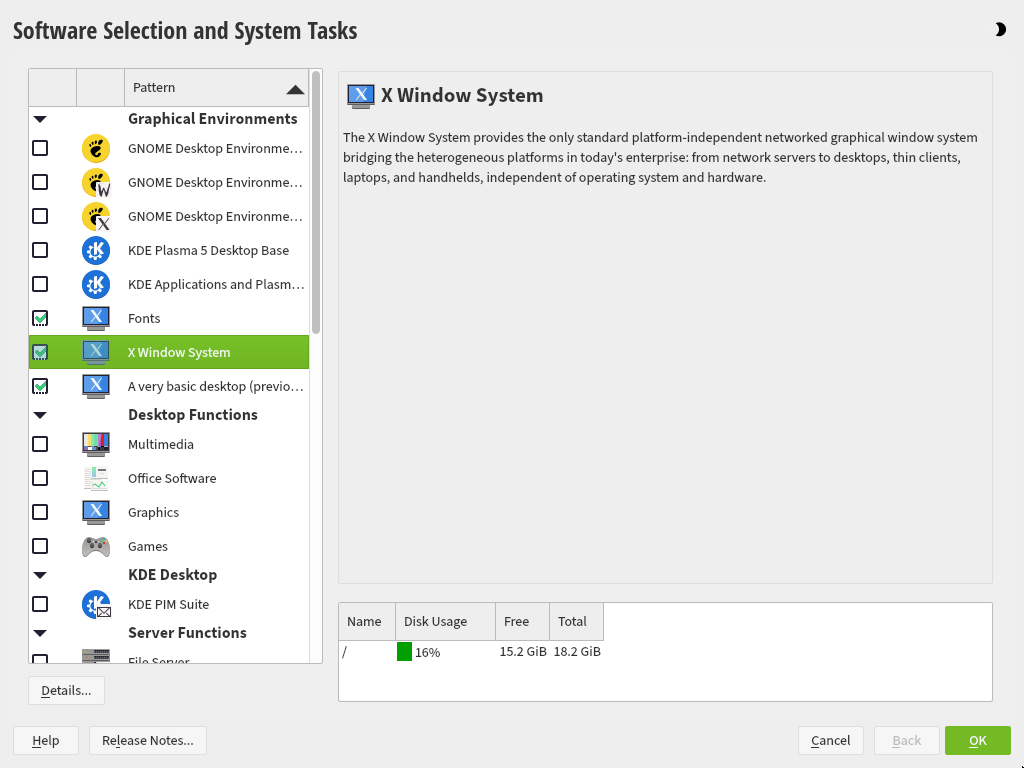 Software Selection and System Tasks
Pattern
Graphical Environments
GNOME Desktop Environme...
GNOME Desktop Environme...
GNOME Desktop Environme...
KDE Plasma 5 Desktop Base
KDE Applications and Plasm...
Fonts
X Window System
A very basic desktop (previo...
Desktop Functions
Multimedia
Office Software
Graphics
Games
KDE Desktop
KDE PIM Suite
Server Functions
File Server
Details...
X Window System
The X Window System provides the only standard platform-independent networked graphical window system
bridging the heterogeneous platforms in today's enterprise: from network servers to desktops, thin clients,
laptops, and handhelds, independent of operating system and hardware.
Name Disk Usage Free Total
/ 16% 15.2 GiB 18.2 GiB
Help Release Notes... Cancel Back OK